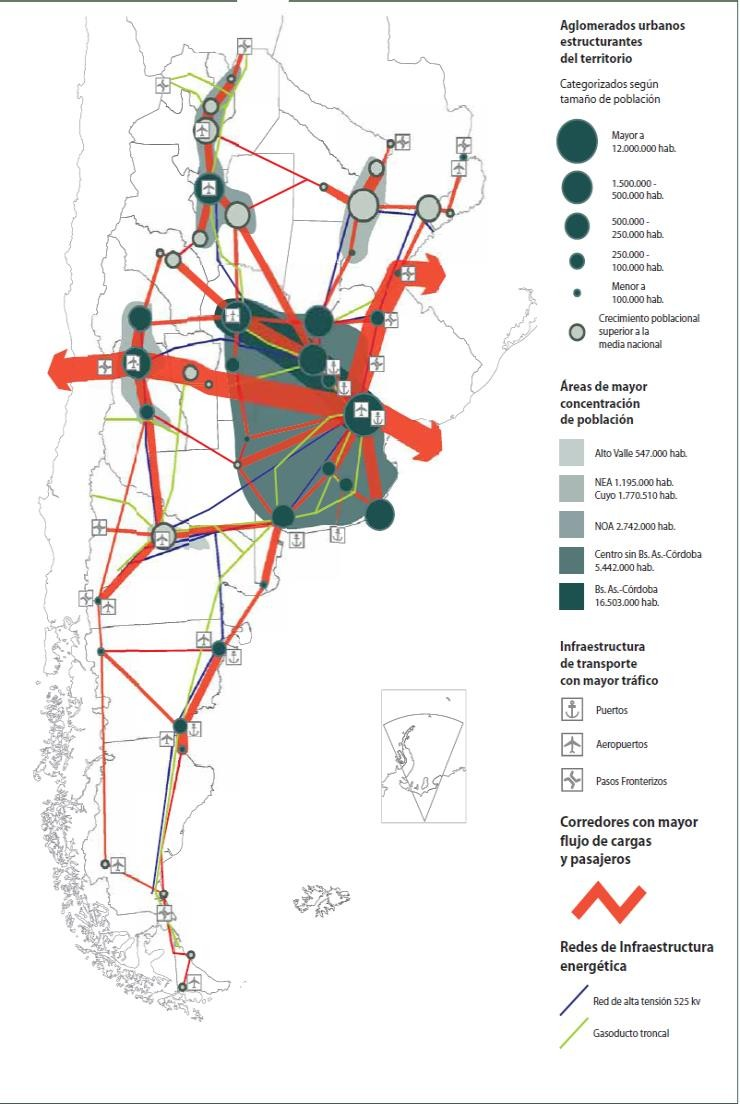 Aglomerados urbanos
estructurantes
del territorio
Categorizados según
tamaño de población
Mayor a
12.000.000 hab.
1.500.000 -
500.000 hab.
500.000 -
250.000 hab.
250.000 -
100.000 hab.
Menor a
100.000 hab.
Crecimiento poblacional
superior a la
media nacional
Áreas de mayor
concentración
de población
Alto Valle 547.000 hab.
NEA 1.195.000 hab.
Cuyo 1.770.510 hab.
NOA 2.742.000 hab.
Centro sin Bs. As.-Córdoba
5.442.000 hab.
Bs. As.-Córdoba
16.503.000 hab.
Infraestructura
de transporte
con mayor tráfico
Puertos
Aeropuertos
Pasos Fronterizos
Corredores con mayor
flujo de cargas
y pasajeros
Redes de Infraestructura
energética
Red de alta tensión 525 kv
Gasoducto troncal